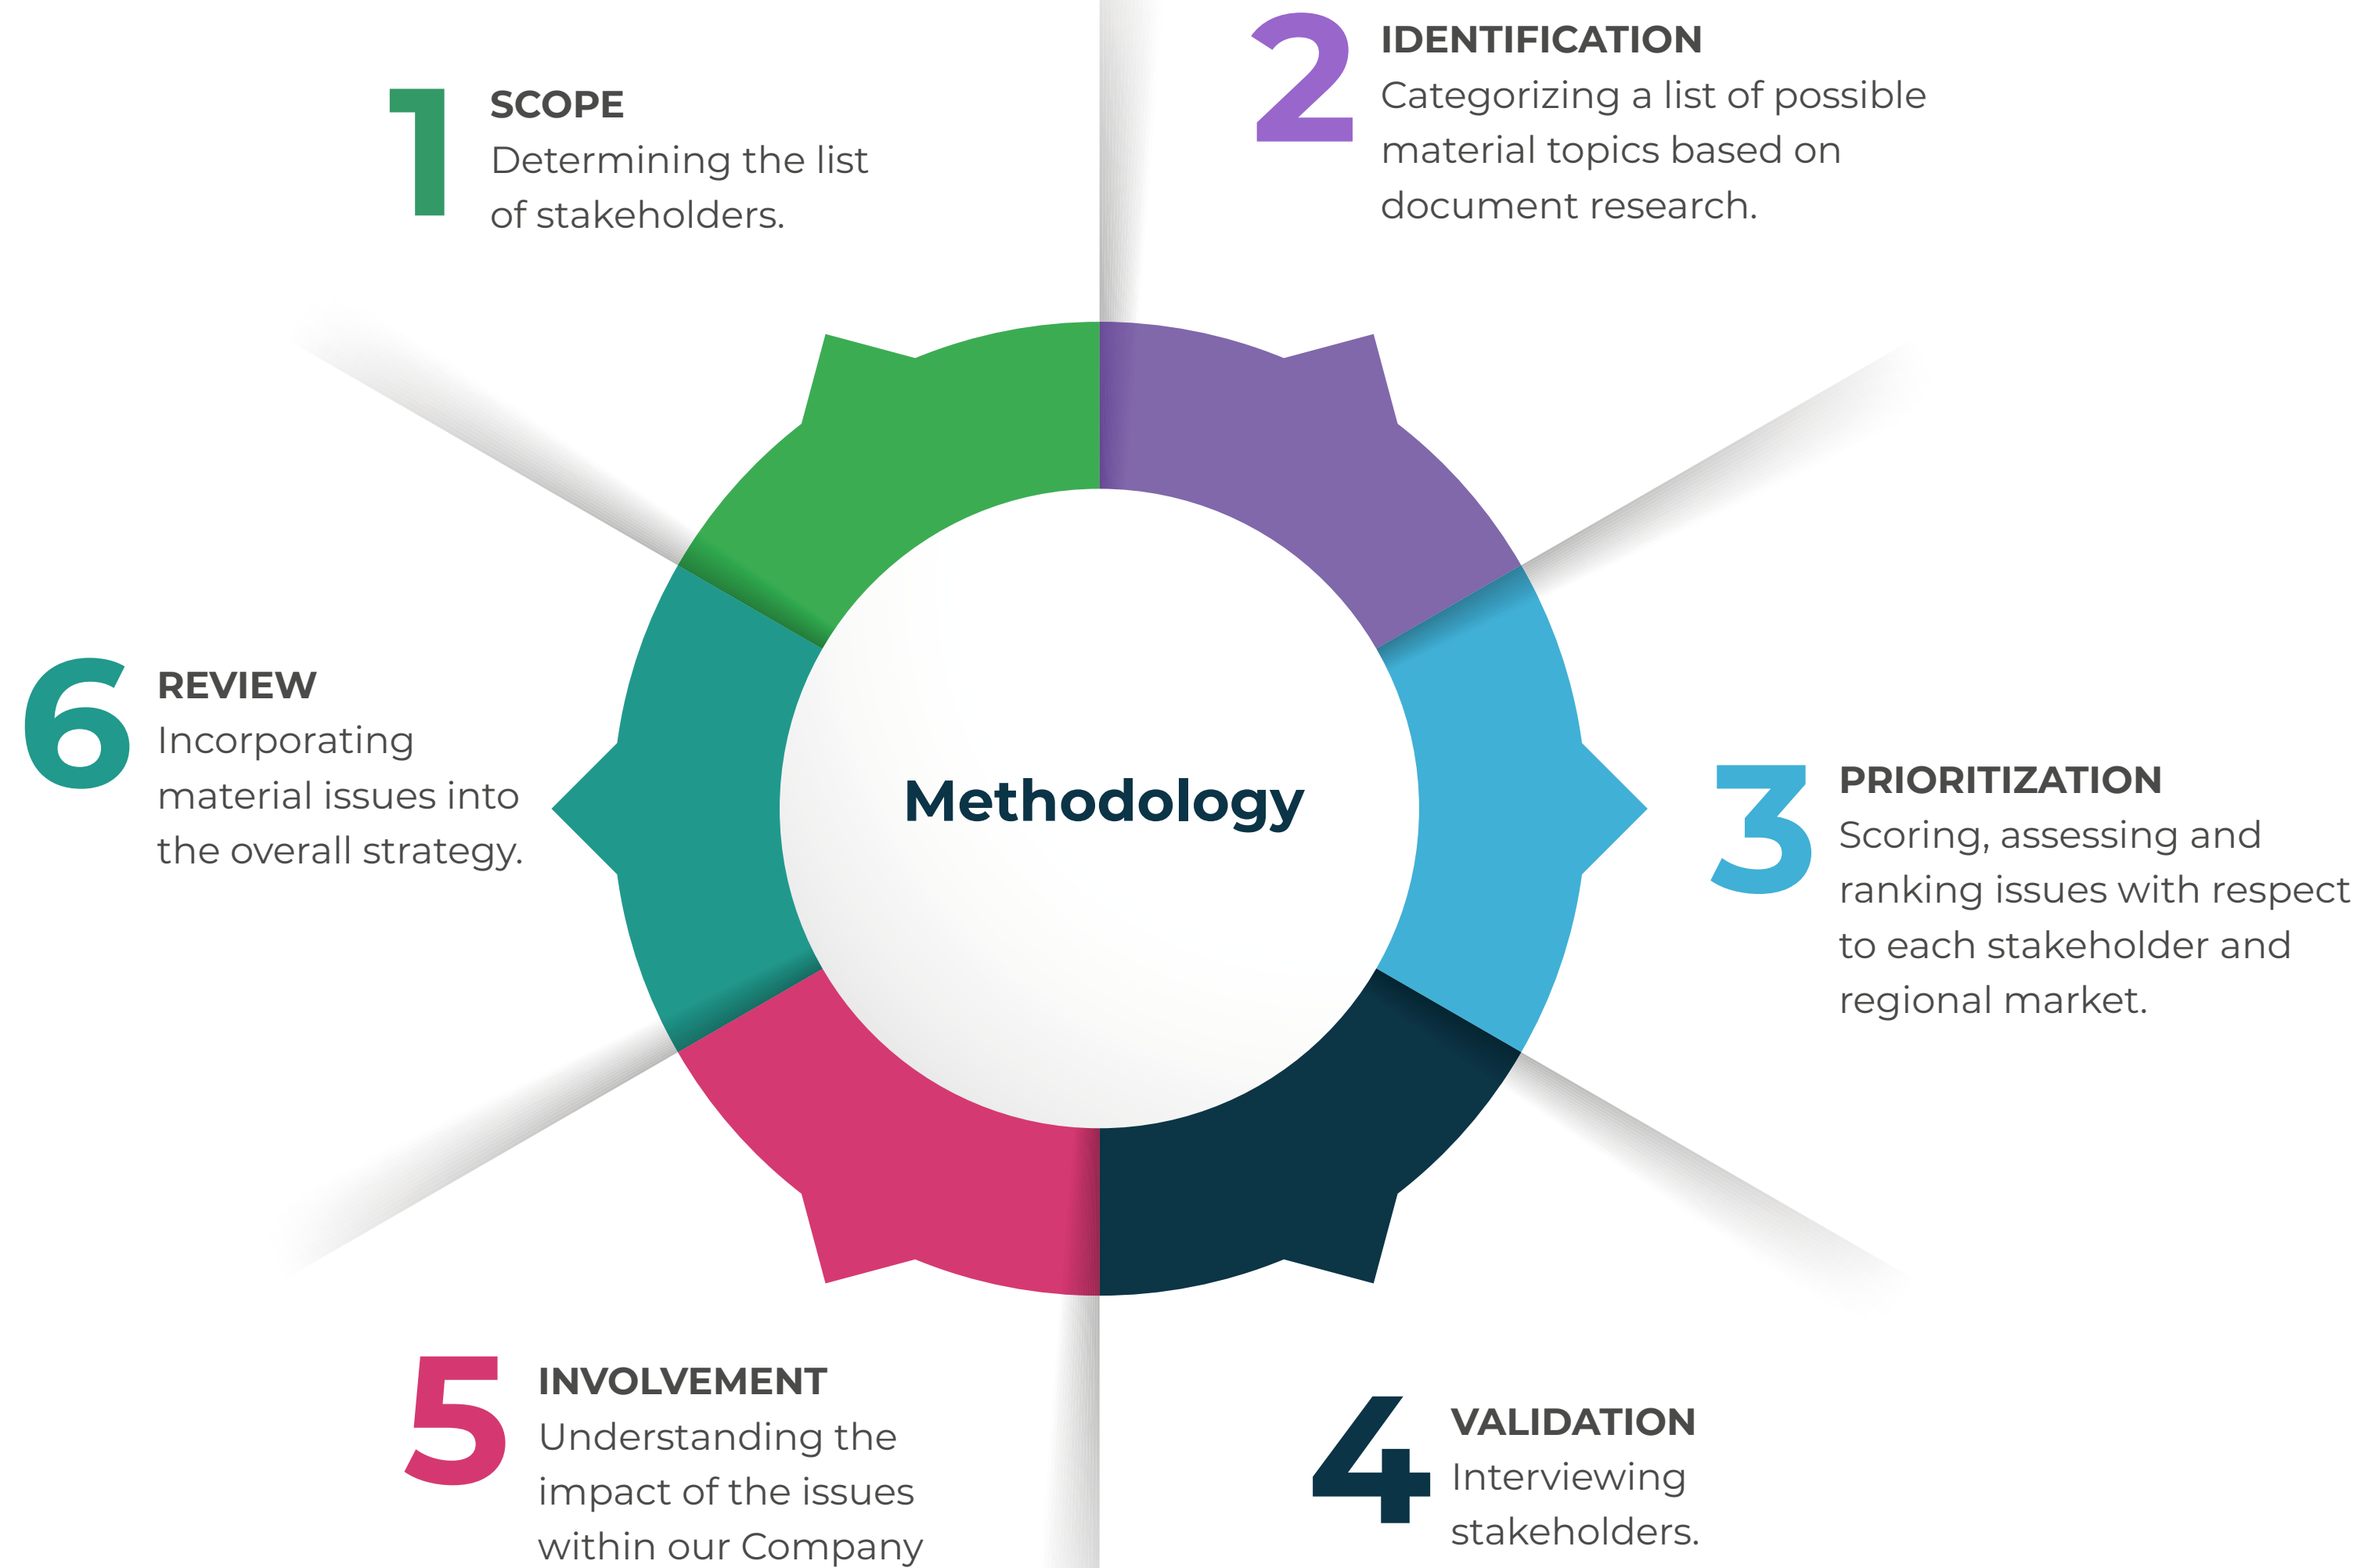 1
SCOPE
Determining the list
of stakeholders.
2
IDENTIFICATION
Categorizing a list of possible
material topics based on
document research.
3
PRIORITIZATION
Scoring, assessing and
ranking issues with respect
to each stakeholder and
regional market.
4
VALIDATION
Interviewing
stakeholders.
5
INVOLVEMENT
Understanding the
impact of the issues
within our Company
6
REVIEW
Incorporating
material issues into
the overall strategy.
Methodology